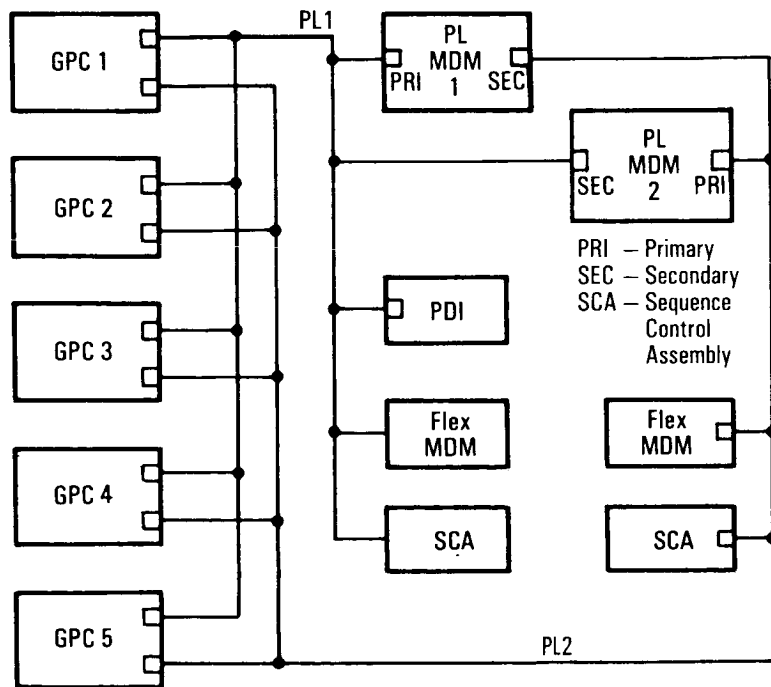 PL1
GPC 1
PL
MDM
1
PRI
SEC
GPC 2
PL
MDM
2
SEC
PRI
PRI – Primary
SEC – Secondary
SCA – Sequence
Control
Assembly
GPC 3
PDI
GPC 4
Flex
MDM
Flex
MDM
SCA
SCA
GPC 5
PL2